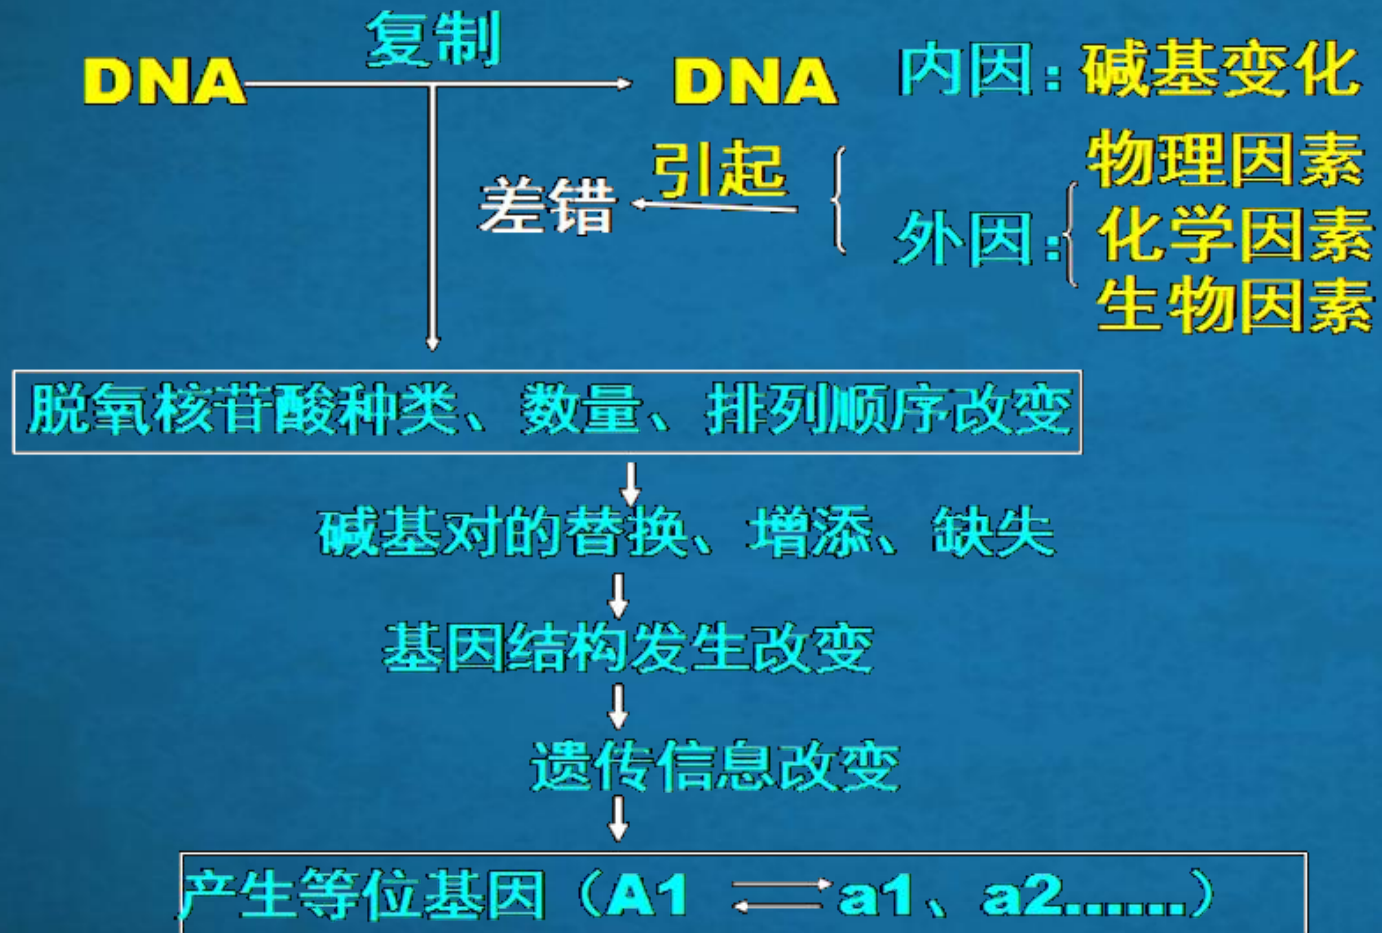 复制
DNA DNA 内因：碱基变化
引起 物理因素
差错 外因： 化学因素
生物因素
脱氧核苷酸种类、数量、排列顺序改变
碱基对的替换、增添、缺失
基因结构发生改变
遗传信息改变
产生等位基因（A1 a1、a2......）